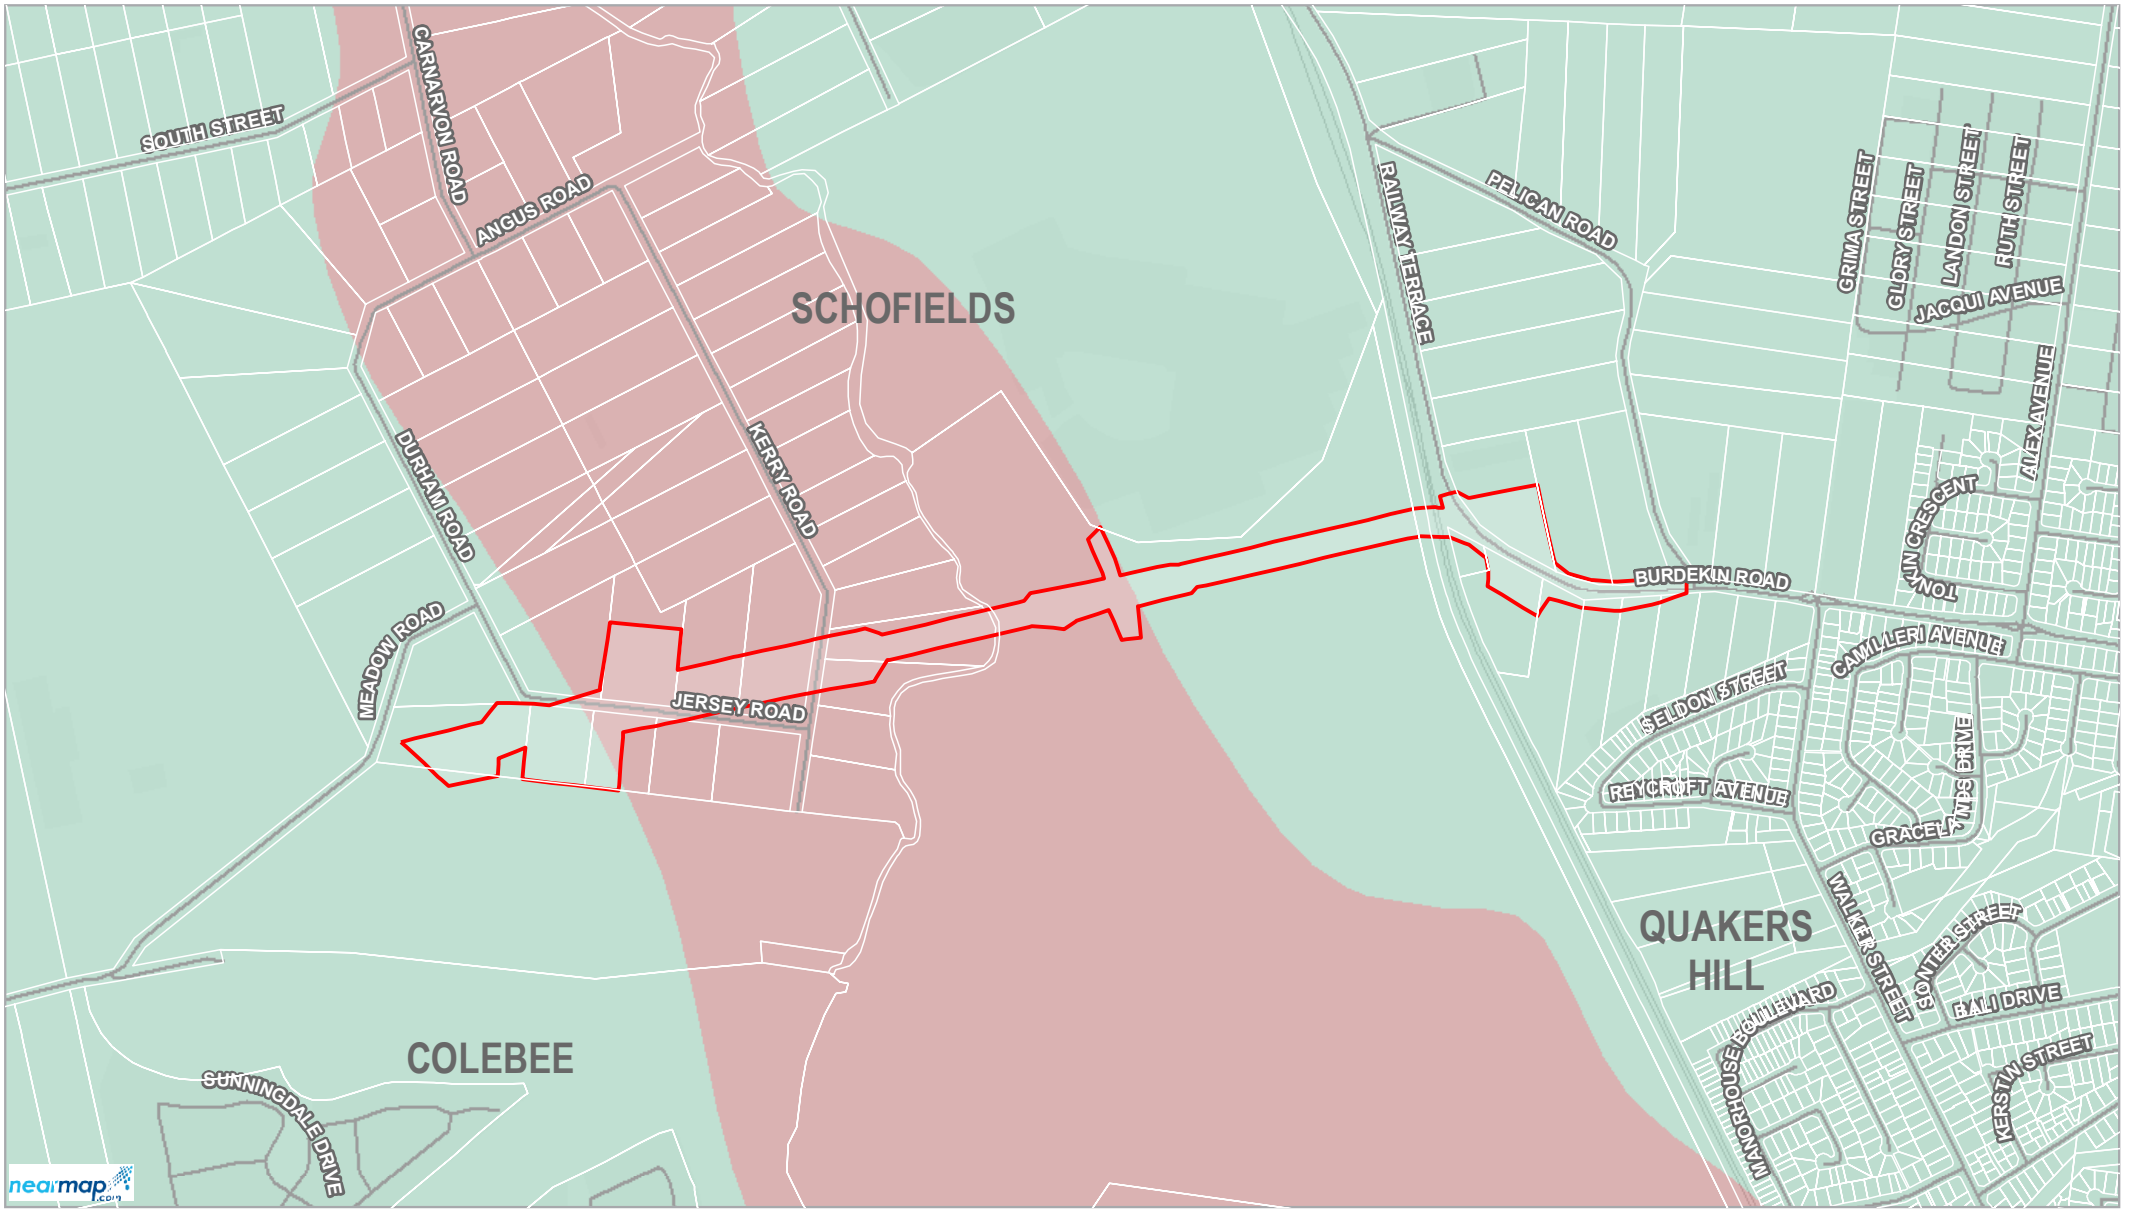 CARNARVON ROAD
SOUTH STREET
ANGUS ROAD
RAILWAY TERRACE
PELICAN ROAD
GRIMA STREET
GLORY STREET
LANDON STREET
RUTH STREET
JACQUI AVENUE
SCHOFIELDS
ALEX AVENUE
DURHAM ROAD
KERRY ROAD
TONKIN CRESCENT
BURDEKIN ROAD
MEADOW ROAD
CAMILLERI AVENUE
JERSEY ROAD
SELDON STREET
REYCROFT AVENUE
GRACELANDS DRIVE
WALKER STREET
QUAKERS
HILL
SONTER STREET
BALI DRIVE
MANORHOUSE BOULEVARD
KERSTIN STREET
COLEBEE
SUNNINGDALE DRIVE
nearmap
.com